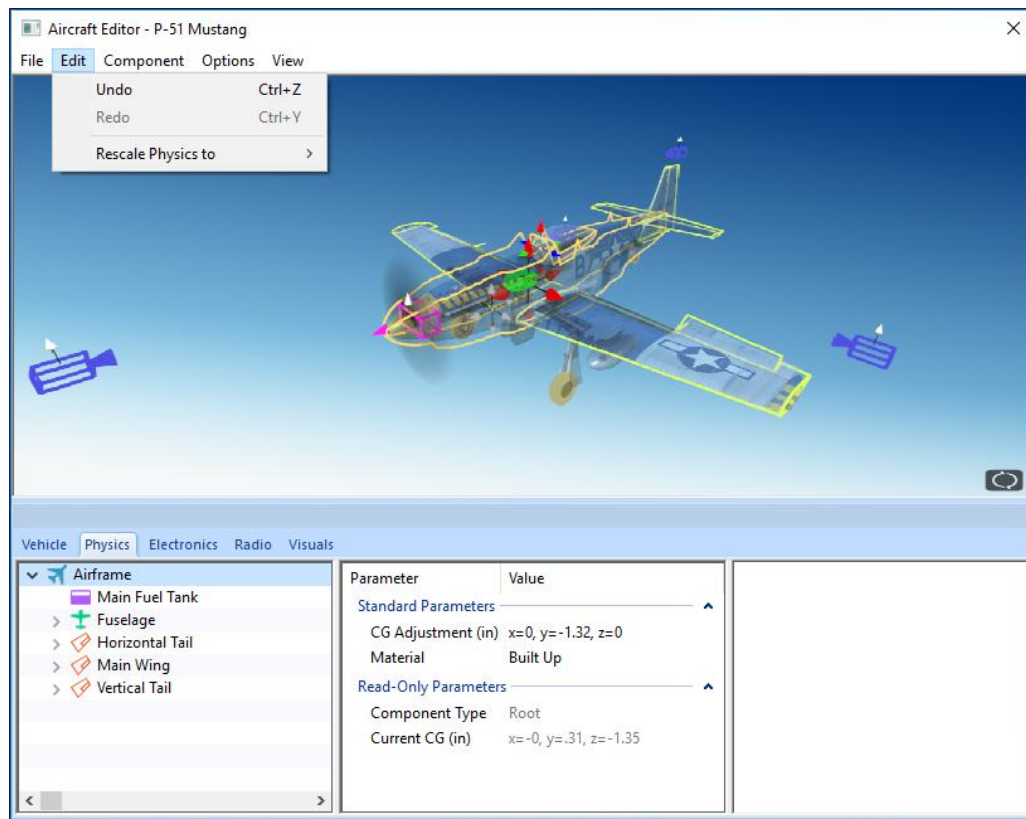 Aircraft Editor - P-51 Mustang
File Edit Component Options View
Undo Ctrl+Z
Redo Ctrl+Y
Rescale Physics to
Vehicle Physics Electronics Radio Visuals
Airframe
Main Fuel Tank
Fuselage
Horizontal Tail
Main Wing
Vertical Tail
Parameter Value
Standard Parameters
CG Adjustment (in) x=0, y=-1.32, z=0
Material Built Up
Read-Only Parameters
Component Type Root
Current CG (in) x=-0, y=.31, z=-1.35